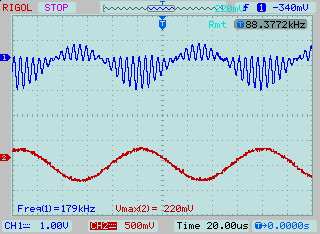 RIGOL STOP f 1 -340mV
Rmt T 88.3772kHz
T
1
2
Freq(1)=179kHz Vmax(2)= -220mV
CH1 1.00V CH2 500mV Time 20.00us T→0.0000s